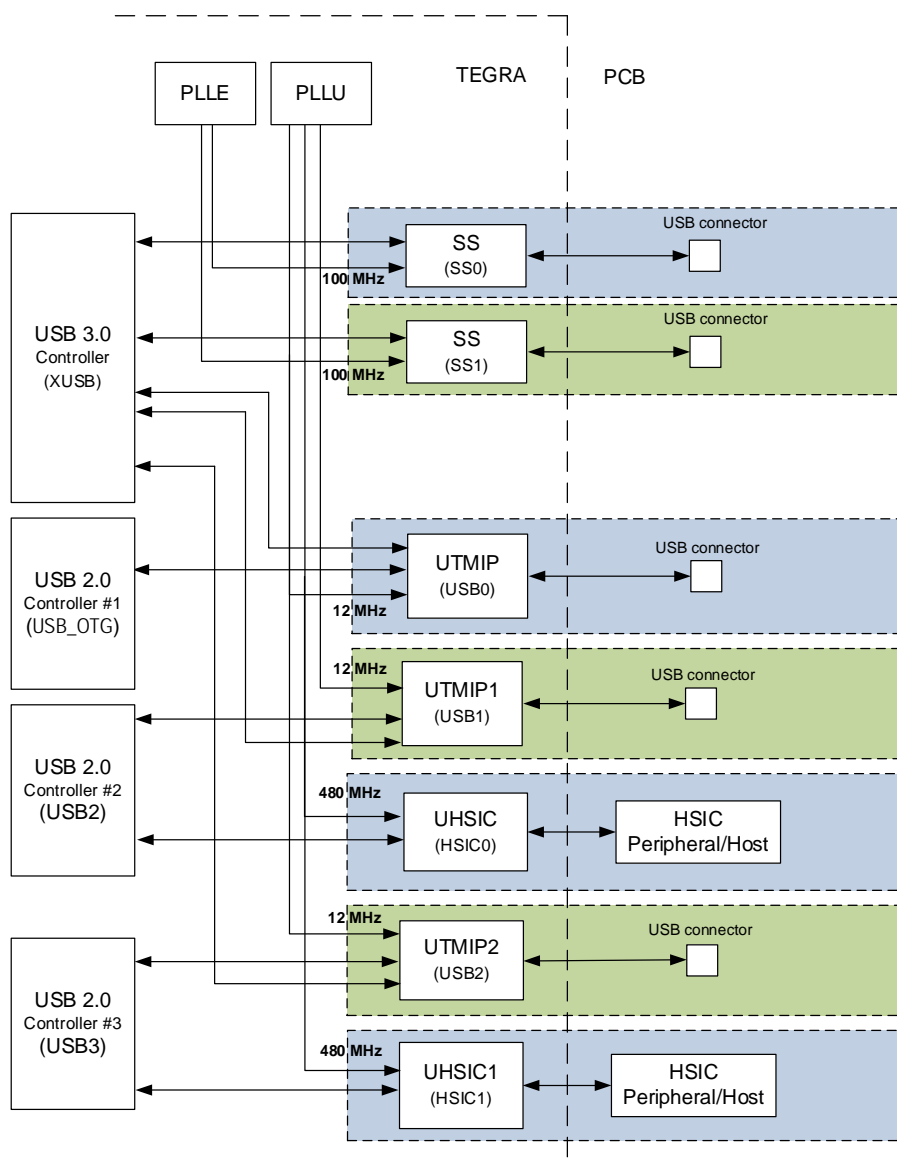 TEGRA
PCB
PLLE
PLLU
USB connector
SS
(SS0)
100 MHz
USB 3.0
Controller
(XUSB)
USB connector
SS
(SS1)
100 MHz
USB 2.0
Controller #1
(USB_OTG)
USB connector
UTMIP
(USB0)
12 MHz
12 MHz
USB connector
UTMIP1
(USB1)
USB 2.0
Controller #2
(USB2)
480 MHz
UHSIC
(HSIC0)
HSIC
Peripheral/Host
12 MHz
USB connector
UTMIP2
(USB2)
USB 2.0
Controller #3
(USB3)
480 MHz
UHSIC1
(HSIC1)
HSIC
Peripheral/Host